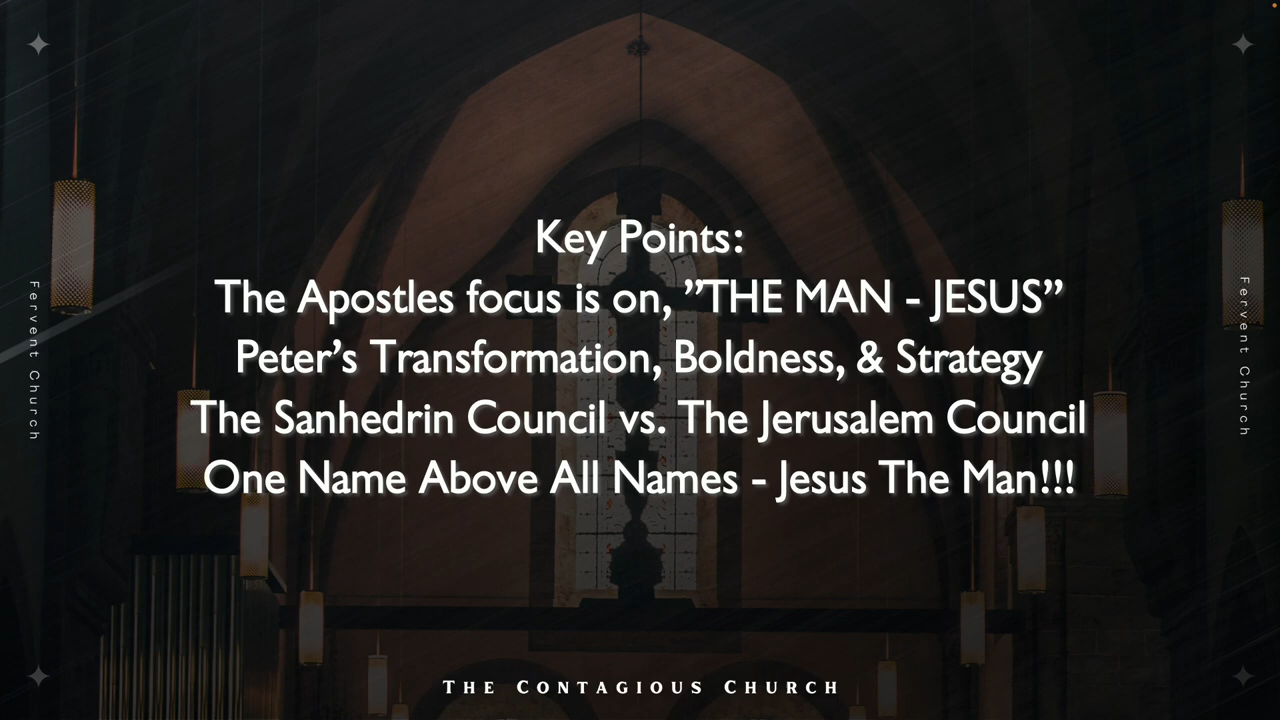 Key Points:
The Apostles focus is on, ”THE MAN - JESUS”
Peter’s Transformation, Boldness, & Strategy
The Sanhedrin Council vs. The Jerusalem Council
One Name Above All Names - Jesus The Man!!!
Fervent Church
Fervent Church
The Contagious Church